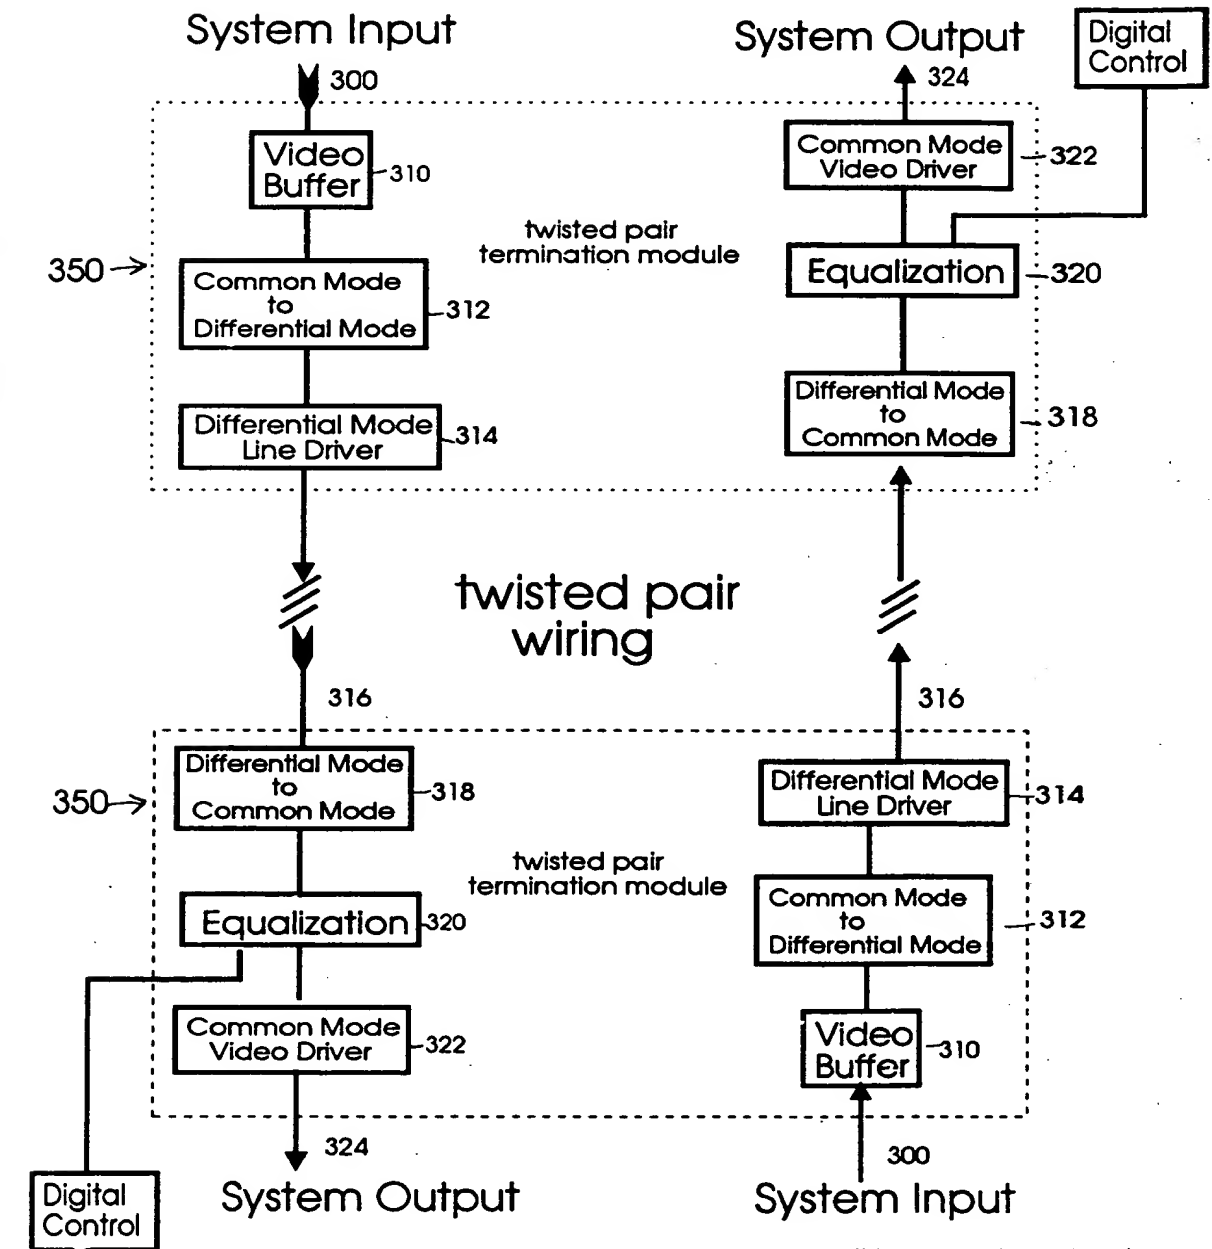 System Input
300
Video
Buffer
310
350
Common Mode
to
Differential Mode
312
Differential Mode
Line Driver
314
twisted pair
termination module
System Output
324
Digital
Control
Common Mode
Video Driver
322
Equalization
320
Differential Mode
to
Common Mode
318
twisted pair
wiring
316
316
350
Differential Mode
to
Common Mode
318
Equalization
320
Common Mode
Video Driver
322
324
System Output
Digital
Control
twisted pair
termination module
Differential Mode
Line Driver
314
Common Mode
to
Differential Mode
312
Video
Buffer
310
300
System Input